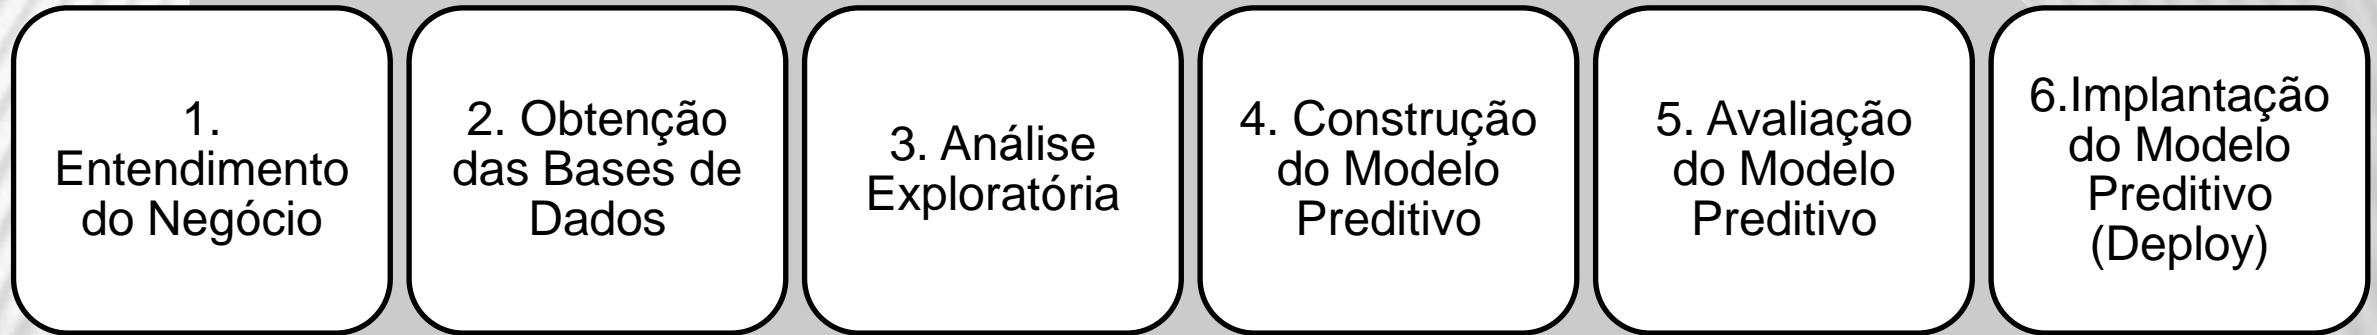 1.
Entendimento
do Negócio
2. Obtenção
das Bases de
Dados
3. Análise
Exploratória
4. Construção
do Modelo
Preditivo
5. Avaliação
do Modelo
Preditivo
6.Implantação
do Modelo
Preditivo
(Deploy)